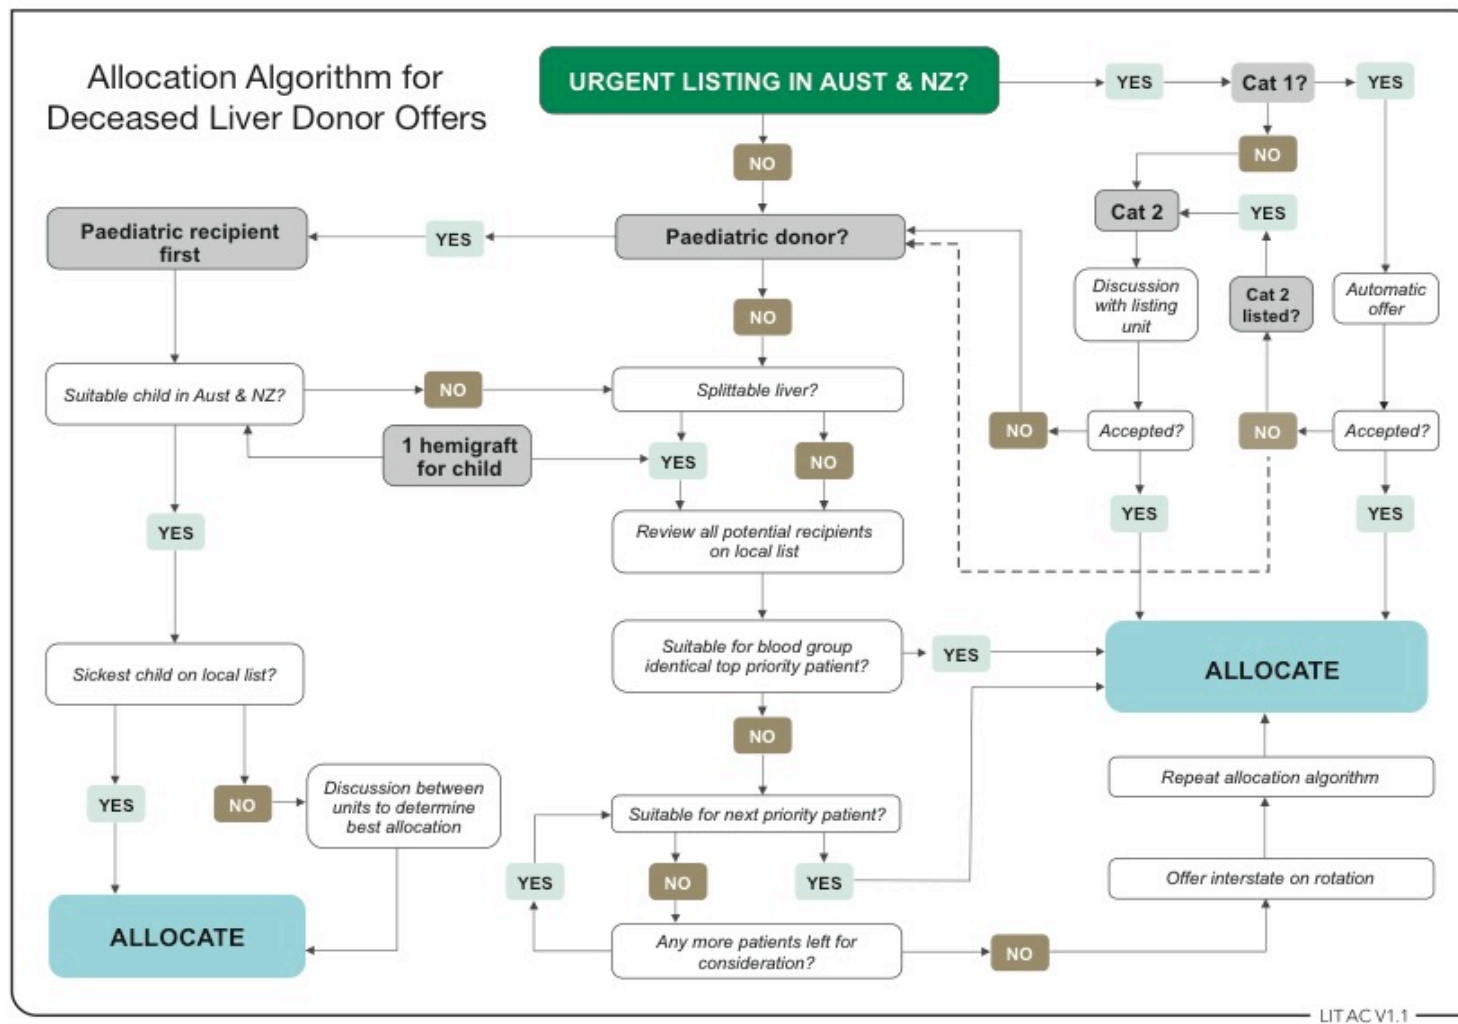 Allocation Algorithm for
Deceased Liver Donor Offers
URGENT LISTING IN AUST & NZ?
YES
Cat 1?
YES
NO
NO
Cat 2
YES
Paediatric recipient
first
YES
Paediatric donor?
Discussion
with listing
unit
Cat 2
listed?
Automatic
offer
NO
Suitable child in Aust & NZ?
NO
Splittable liver?
1 hemigraft
for child
YES
NO
NO
Accepted?
NO
Accepted?
YES
Review all potential recipients
on local list
YES
YES
Suitable for blood group
identical top priority patient?
YES
ALLOCATE
Sickest child on local list?
NO
YES
NO
Discussion between
units to determine
best allocation
Suitable for next priority patient?
Repeat allocation algorithm
YES
NO
YES
Offer interstate on rotation
ALLOCATE
Any more patients left for
consideration?
NO
LITAC V1.1